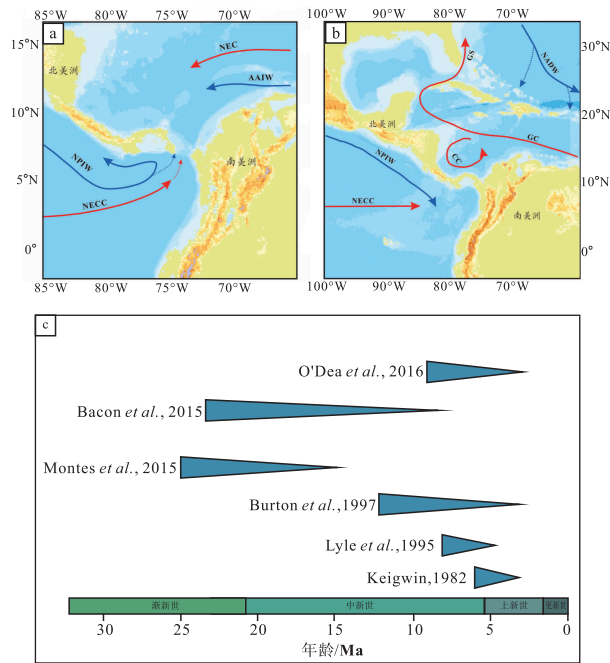 a
15°N
10°N
5°N
0°
85°W
80°W
75°W
70°W
北美洲
南美洲
NEC
AAIW
NPIW
NECC
b
100°W
90°W
80°W
70°W
30°N
20°N
10°N
0°
100°W
90°W
80°W
70°W
北美洲
南美洲
GS
NADW
GC
CC
NPIW
NECC
c
O'Dea et al., 2016
Bacon et al., 2015
Montes et al., 2015
Burton et al.,1997
Lyle et al.,1995
Keigwin,1982
渐新世 中新世 上新世 更新世
30 25 20 15 10 5 0
年龄/Ma